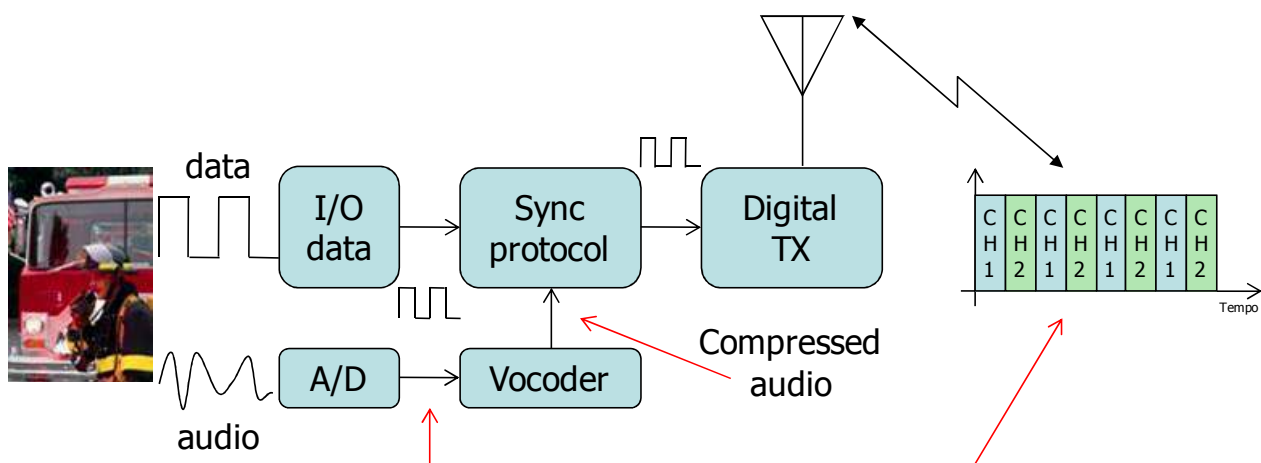 data
I/O
data
Sync
protocol
Digital
TX
C
H
1
C
H
2
C
H
1
C
H
2
C
H
1
C
H
2
C
H
1
C
H
2
Tempo
A/D
Vocoder
Compressed
audio
audio